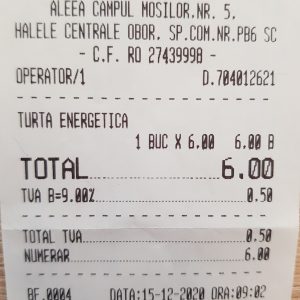 ALEEA CAMPUL MOSILOR.NR. 5,
HALELE CENTRALE OBOR, SP.COM.NR.PB6 SC
- C.F. RO 27439998 -
OPERATOR/1 D.704012621
TURTA ENERGETICA
1 BUC X 6.00 6.00 B
TOTAL 6.00
TVA B=9.00% 0.50
TOTAL TVA 0.50
NUMERAR 6.00
BF.0004 DATA:15-12-2020 ORA:09:02